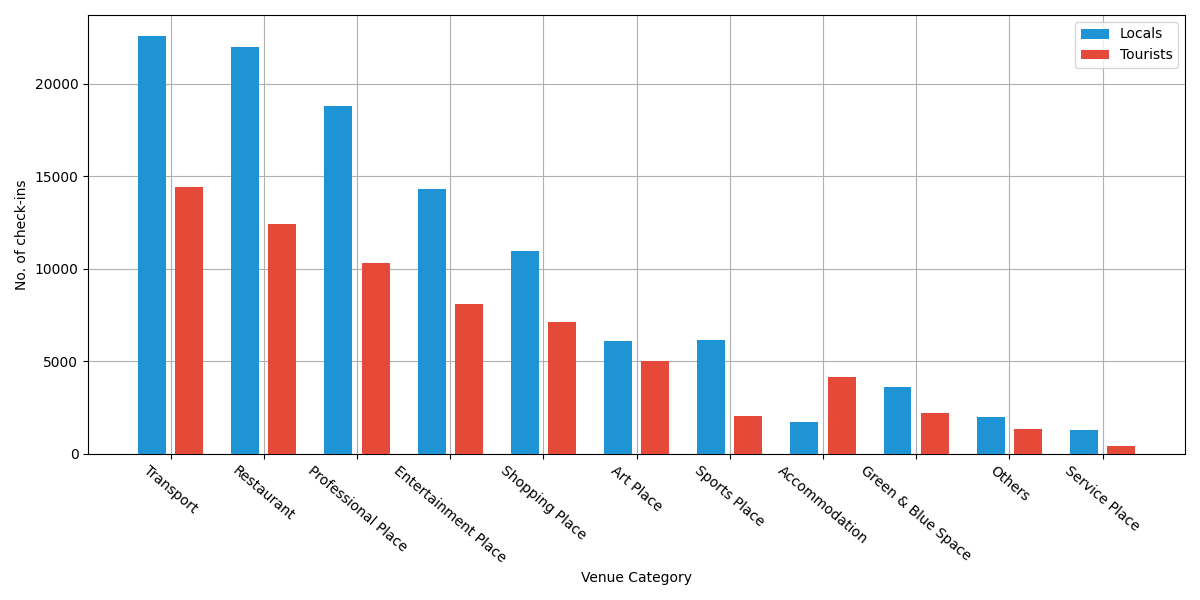 Locals
Tourists
No. of check-ins
20000
15000
10000
5000
0
Transport
Restaurant
Professional Place
Entertainment Place
Shopping Place
Art Place
Sports Place
Accommodation
Green & Blue Space
Others
Service Place
Venue Category